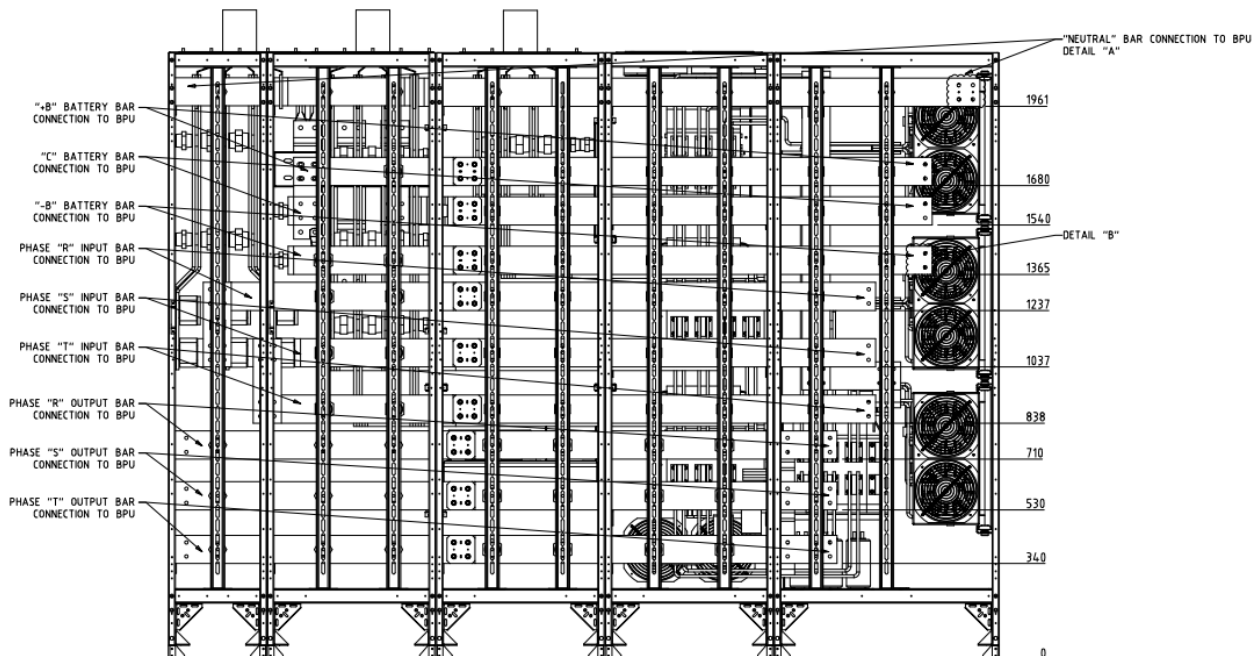 "NEUTRAL" BAR CONNECTION TO BPU
DETAIL "A"
"+B" BATTERY BAR
CONNECTION TO BPU
1961
"C" BATTERY BAR
CONNECTION TO BPU
1680
"-B" BATTERY BAR
CONNECTION TO BPU
1540
PHASE "R" INPUT BAR
CONNECTION TO BPU
DETAIL "B"
1365
PHASE "S" INPUT BAR
CONNECTION TO BPU
1237
PHASE "T" INPUT BAR
CONNECTION TO BPU
1037
PHASE "R" OUTPUT BAR
CONNECTION TO BPU
838
PHASE "S" OUTPUT BAR
CONNECTION TO BPU
710
PHASE "T" OUTPUT BAR
CONNECTION TO BPU
530
340
0